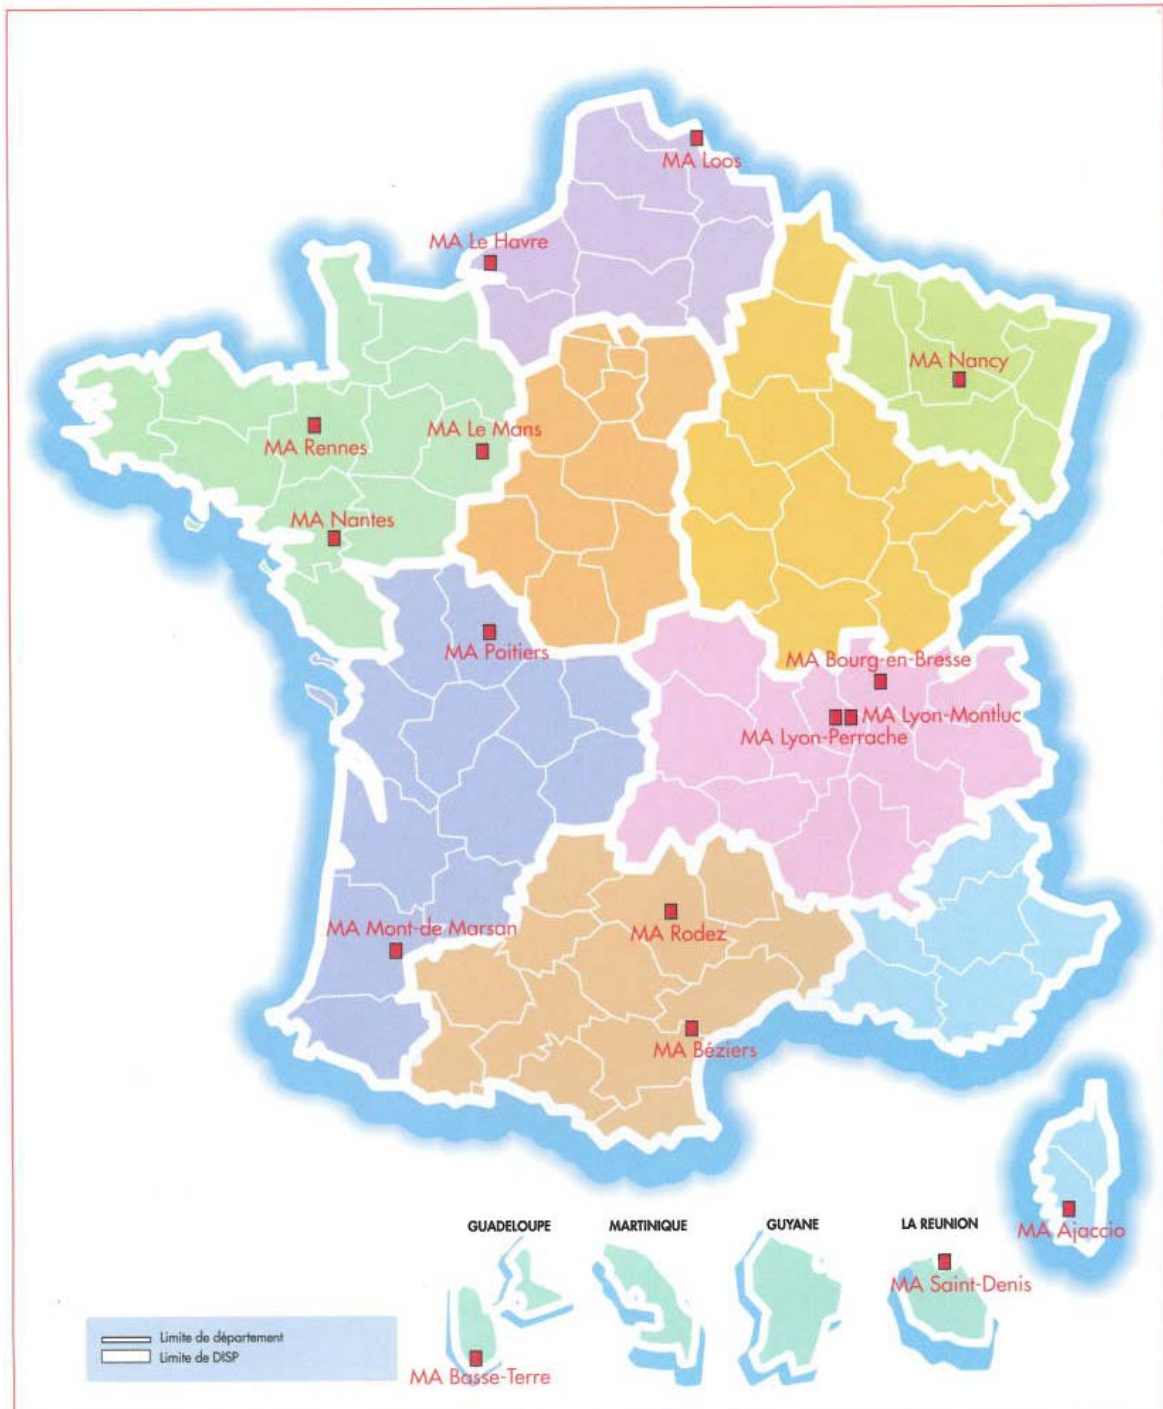 MA Loos
MA Le Havre
MA Nancy
MA Rennes
MA Le Mans
MA Nantes
MA Poitiers
MA Bourg-en-Bresse
MA Lyon-Montluc
MA Lyon-Perrache
MA Rodez
MA Mont-de Marsan
MA Béziers
GUADELOUPE
MARTINIQUE
GUYANE
LA REUNION
MA Ajaccio
MA Saint-Denis
Limite de département
Limite de DISP
MA Basse-Terre